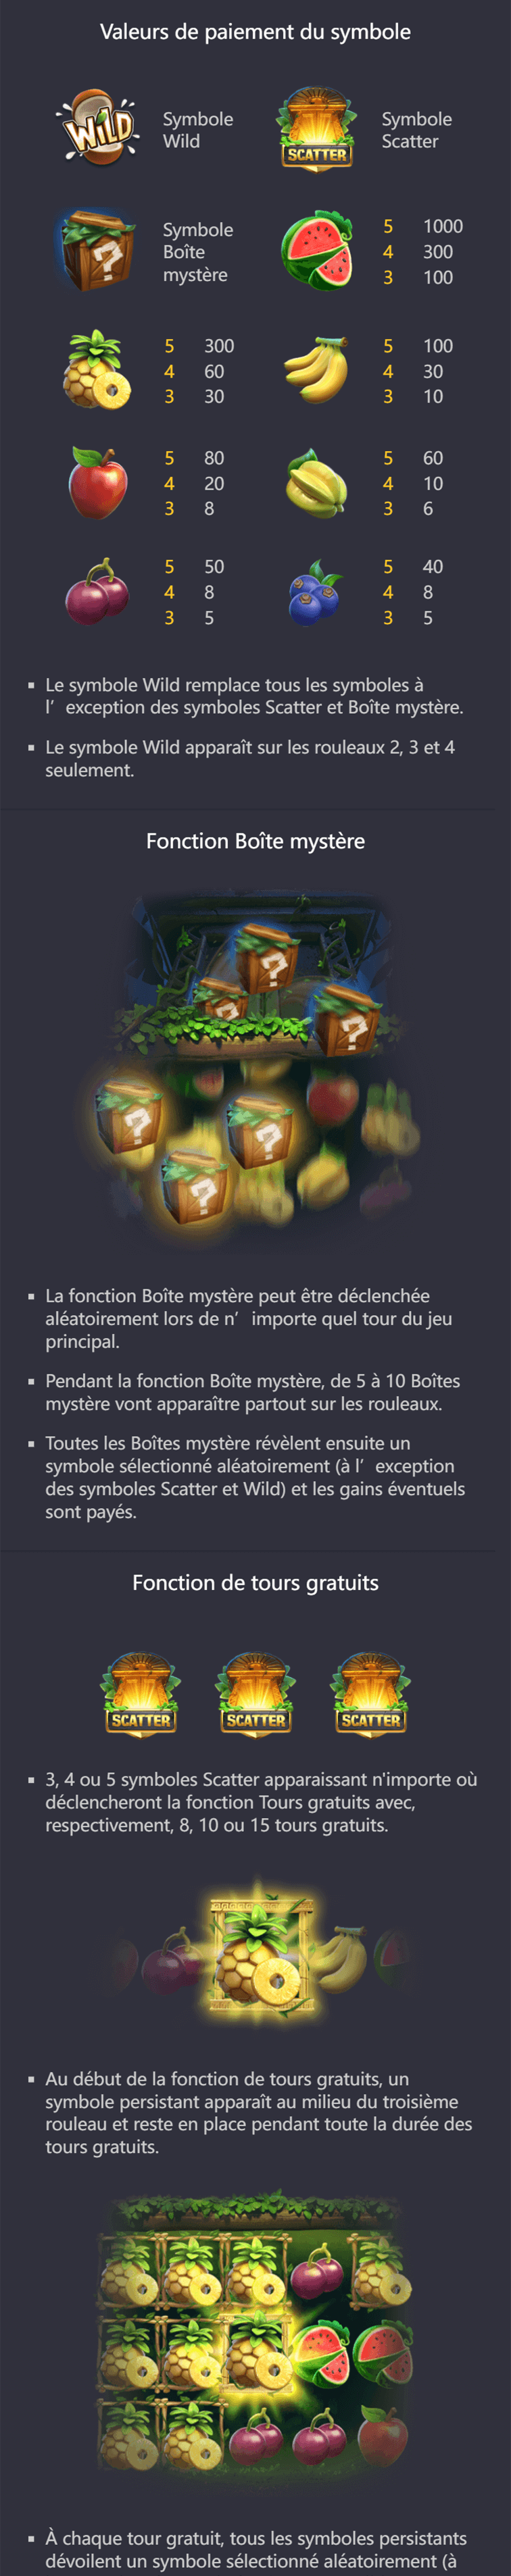 Valeurs de paiement du symbole
WILD
Symbole
Wild
SCATTER
Symbole
Scatter
?
Symbole
Boîte
mystère
5 1000
4 300
3 100
5 300
4 60
3 30
5 100
4 30
3 10
5 80
4 20
3 8
5 60
4 10
3 6
5 50
4 8
3 5
5 40
4 8
3 5
▪ Le symbole Wild remplace tous les symboles à
l’ exception des symboles Scatter et Boîte mystère.
▪ Le symbole Wild apparaît sur les rouleaux 2, 3 et 4
seulement.
Fonction Boîte mystère
?
?
?
?
?
?
▪ La fonction Boîte mystère peut être déclenchée
aléatoirement lors de n’ importe quel tour du jeu
principal.
▪ Pendant la fonction Boîte mystère, de 5 à 10 Boîtes
mystère vont apparaître partout sur les rouleaux.
▪ Toutes les Boîtes mystère révèlent ensuite un
symbole sélectionné aléatoirement (à l’ exception
des symboles Scatter et Wild) et les gains éventuels
sont payés.
Fonction de tours gratuits
SCATTER SCATTER SCATTER
▪ 3, 4 ou 5 symboles Scatter apparaissant n'importe où
déclencheront la fonction Tours gratuits avec,
respectivement, 8, 10 ou 15 tours gratuits.
▪ Au début de la fonction de tours gratuits, un
symbole persistant apparaît au milieu du troisième
rouleau et reste en place pendant toute la durée des
tours gratuits.
▪ À chaque tour gratuit, tous les symboles persistants
dévoilent un symbole sélectionné aléatoirement (à